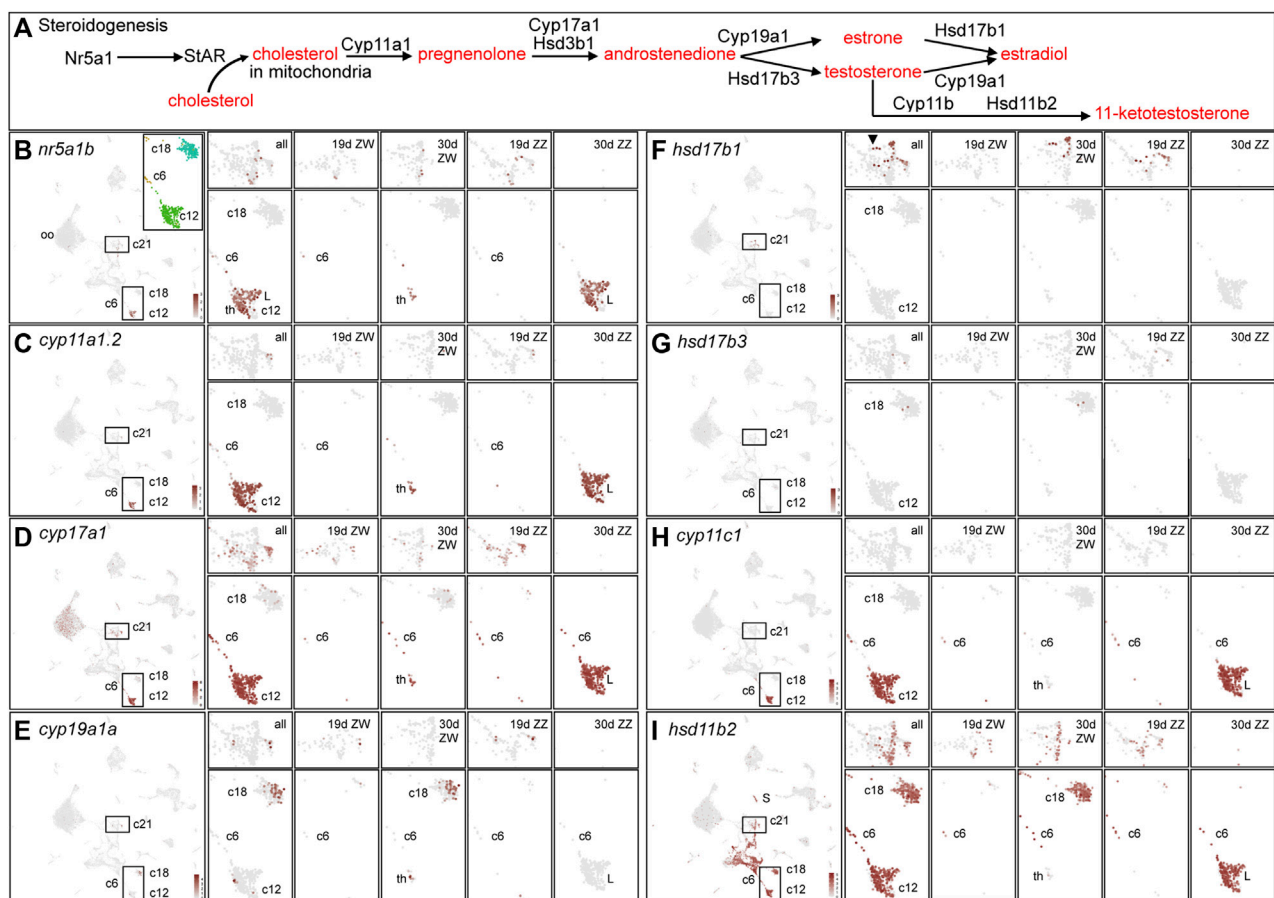 A Steroidogenesis
Nr5a1 StAR cholesterol in mitochondria Cyp11a1 pregnenolone Cyp17a1 Hsd3b1 androstenedione Cyp19a1 estrone Hsd17b1 estradiol
cholesterol Hsd17b3 testosterone Cyp19a1
Cyp11b Hsd11b2 11-ketotestosterone
B nr5a1b
c18 c6 c12
oo c21 c6 c18 c12
all 19d ZW 30d ZW 19d ZZ 30d ZZ
c18 c6 L th c12 c6 th c6 L
C cyp11a1.2
c21 c6 c18 c12
all 19d ZW 30d ZW 19d ZZ 30d ZZ
c18 c6 c12 c6 th c6 L
D cyp17a1
c21 c6 c18 c12
all 19d ZW 30d ZW 19d ZZ 30d ZZ
c18 c6 c12 c6 th c6 c6 L
E cyp19a1a
c21 c6 c18 c12
all 19d ZW 30d ZW 19d ZZ 30d ZZ
c18 c6 c12 c6 c18 th c6 c6 L
F hsd17b1
c21 c6 c18 c12
all 19d ZW 30d ZW 19d ZZ 30d ZZ
c18 c12
G hsd17b3
c21 c6 c18 c12
all 19d ZW 30d ZW 19d ZZ 30d ZZ
c18 c12
H cyp11c1
c21 c6 c18 c12
all 19d ZW 30d ZW 19d ZZ 30d ZZ
c18 c6 c12 c6 th c6 c6 L
I hsd11b2
S c21 c6 c18 c12
all 19d ZW 30d ZW 19d ZZ 30d ZZ
c18 c6 c12 c6 c18 c6 th c6 c6 L